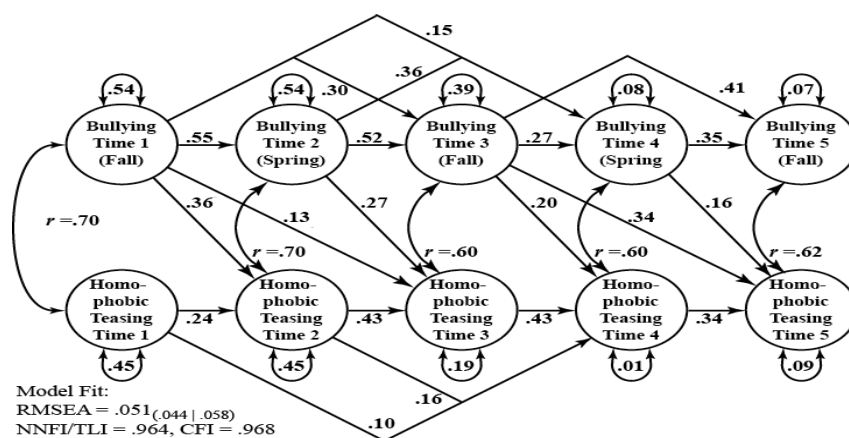 .15
.36
.54
.54
.39
.08
.07
.30
.41
Bullying
Time 1
(Fall)
Bullying
Time 2
(Spring)
Bullying
Time 3
(Fall)
Bullying
Time 4
(Spring
Bullying
Time 5
(Fall)
.55
.52
.27
.35
.36
.13
.27
.20
.34
.16
r =.70
r =.70
r =.60
r =.60
r =.62
Homo-
phobic
Teasing
Time 1
Homo-
phobic
Teasing
Time 2
Homo-
phobic
Teasing
Time 3
Homo-
phobic
Teasing
Time 4
Homo-
phobic
Teasing
Time 5
.24
.43
.43
.34
.45
.45
.19
.01
.09
.16
.10
Model Fit:
RMSEA = .051(.044 | .058)
NNFI/TLI = .964, CFI = .968